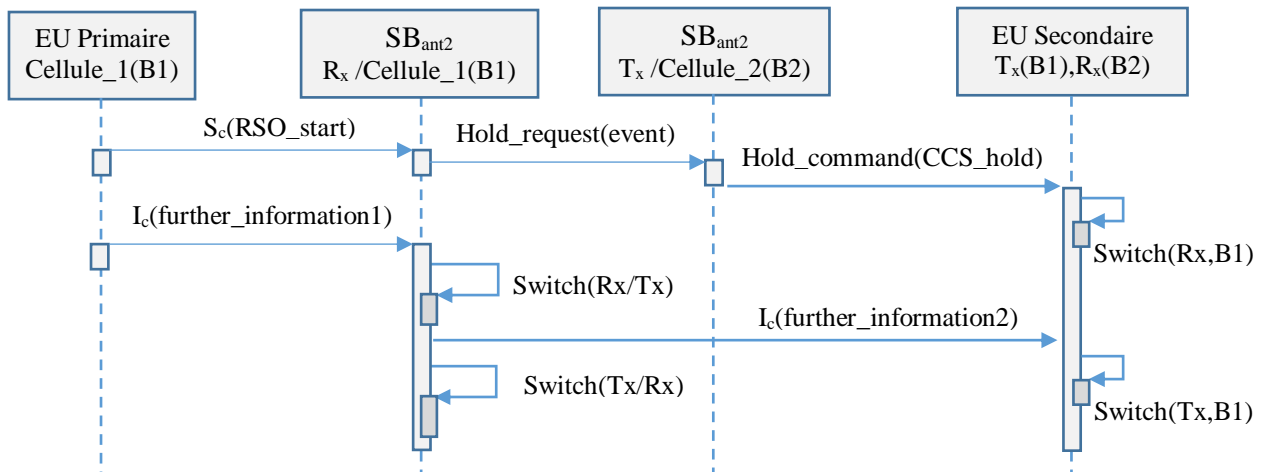 EU Primaire
Cellule_1(B1)
SBant2
Rx /Cellule_1(B1)
SBant2
Tx /Cellule_2(B2)
EU Secondaire
Tx(B1),Rx(B2)
Sc(RSO_start)
Hold_request(event)
Hold_command(CCS_hold)
Ic(further_information1)
Switch(Rx,B1)
Switch(Rx/Tx)
Ic(further_information2)
Switch(Tx/Rx)
Switch(Tx,B1)